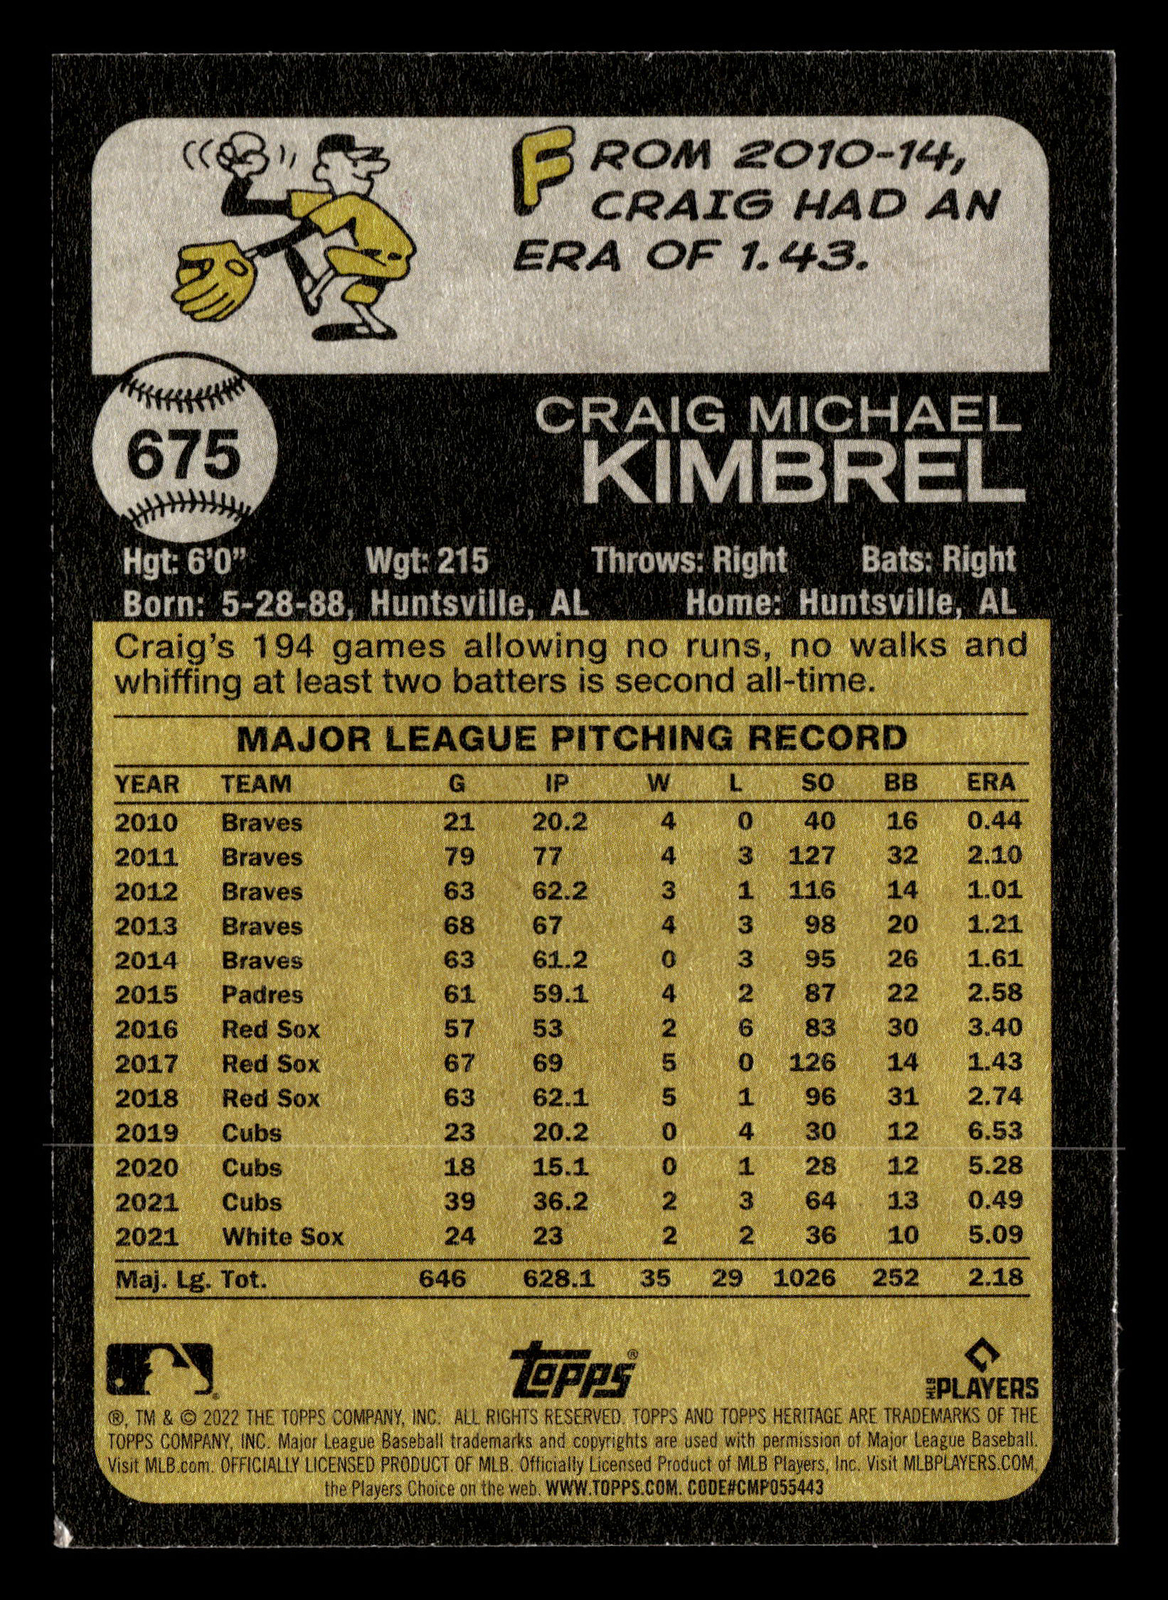 FROM 2010-14,
CRAIG HAD AN
ERA OF 1.43.
675
CRAIG MICHAEL
KIMBREL
Hgt: 6'0" Wgt: 215 Throws: Right Bats: Right
Born: 5-28-88, Huntsville, AL Home: Huntsville, AL
Craig's 194 games allowing no runs, no walks and
whiffing at least two batters is second all-time.
MAJOR LEAGUE PITCHING RECORD
YEAR TEAM G IP W L SO BB ERA
2010 Braves 21 20.2 4 0 40 16 0.44
2011 Braves 79 77 4 3 127 32 2.10
2012 Braves 63 62.2 3 1 116 14 1.01
2013 Braves 68 67 4 3 98 20 1.21
2014 Braves 63 61.2 0 3 95 26 1.61
2015 Padres 61 59.1 4 2 87 22 2.58
2016 Red Sox 57 53 2 6 83 30 3.40
2017 Red Sox 67 69 5 0 126 14 1.43
2018 Red Sox 63 62.1 5 1 96 31 2.74
2019 Cubs 23 20.2 0 4 30 12 6.53
2020 Cubs 18 15.1 0 1 28 12 5.28
2021 Cubs 39 36.2 2 3 64 13 0.49
2021 White Sox 24 23 2 2 36 10 5.09
Maj. Lg. Tot. 646 628.1 35 29 1026 252 2.18
topps®
MLB PLAYERS
®, TM & © 2022 THE TOPPS COMPANY, INC. ALL RIGHTS RESERVED. TOPPS AND TOPPS HERITAGE ARE TRADEMARKS OF THE
TOPPS COMPANY, INC. Major League Baseball trademarks and copyrights are used with permission of Major League Baseball.
Visit MLB.com. OFFICIALLY LICENSED PRODUCT OF MLB. Officially Licensed Product of MLB Players, Inc. Visit MLBPLAYERS.COM,
the Players Choice on the web. WWW.TOPPS.COM. CODE#CMP055443